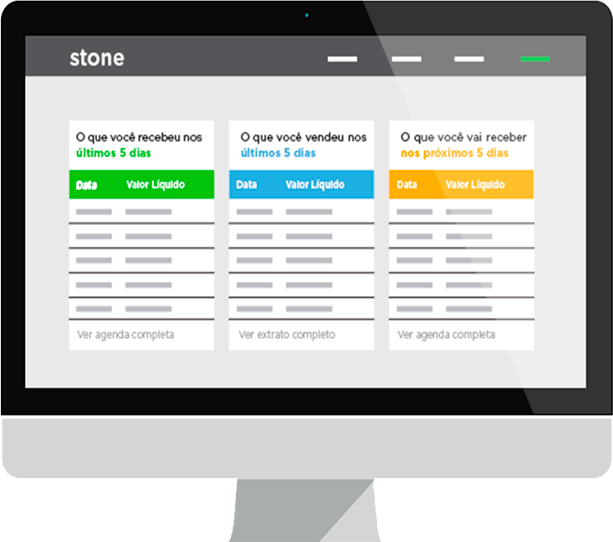 stone
O que você recebeu nos
últimos 5 dias
Data Valor Líquido
Ver agenda completa
O que você vendeu nos
últimos 5 dias
Data Valor Líquido
Ver extrato completo
O que você vai receber
nos próximos 5 dias
Data Valor Líquido
Ver agenda completa